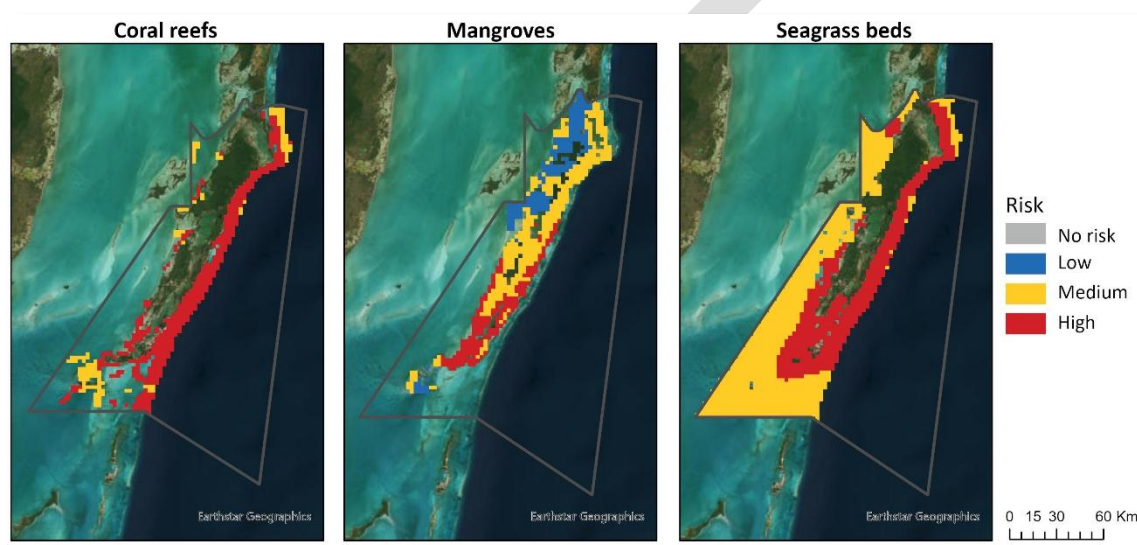 Coral reefs
Mangroves
Seagrass beds
Earthstar Geographics
Earthstar Geographics
Earthstar Geographics
Risk
No risk
Low
Medium
High
0 15 30 60 Km